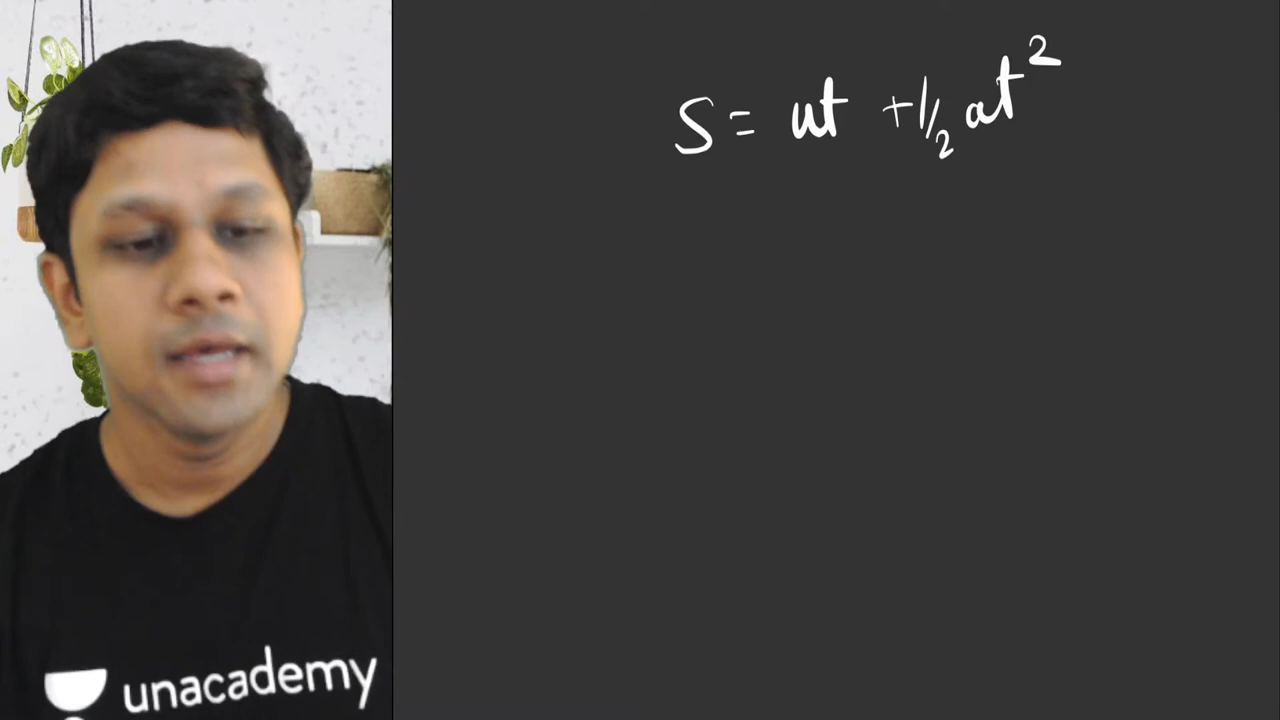 S = ut + 1/2 at²
unacademy